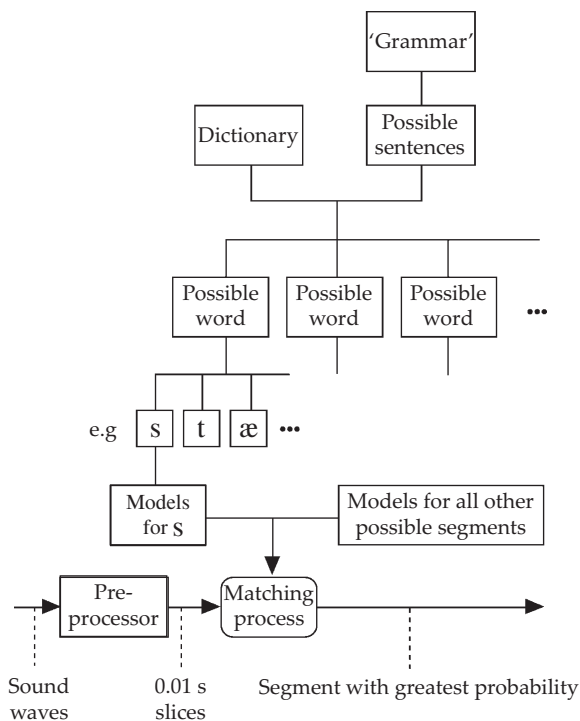 'Grammar'
Dictionary
Possible
sentences
Possible
word
Possible
word
Possible
word
...
e.g
s
t
æ
...
Models
for s
Models for all other
possible segments
Pre-
processor
Matching
process
Sound
waves
0.01 s
slices
Segment with greatest probability